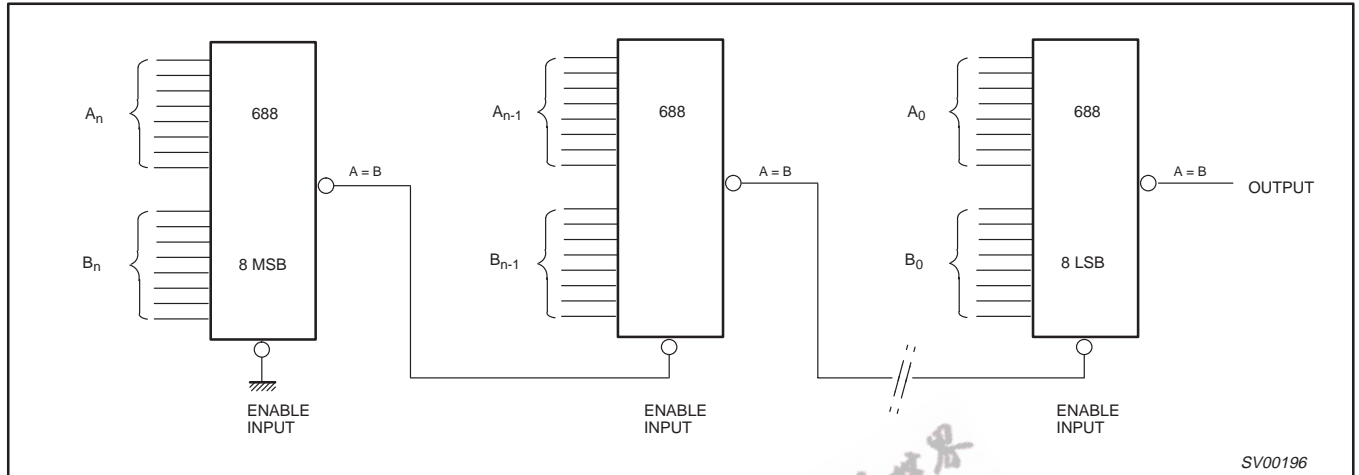 Aₙ
688
Bₙ
8 MSB
A = B
ENABLE
INPUT
Aₙ₋₁
688
Bₙ₋₁
A = B
ENABLE
INPUT
A₀
688
B₀
8 LSB
A = B
OUTPUT
ENABLE
INPUT
SV00196